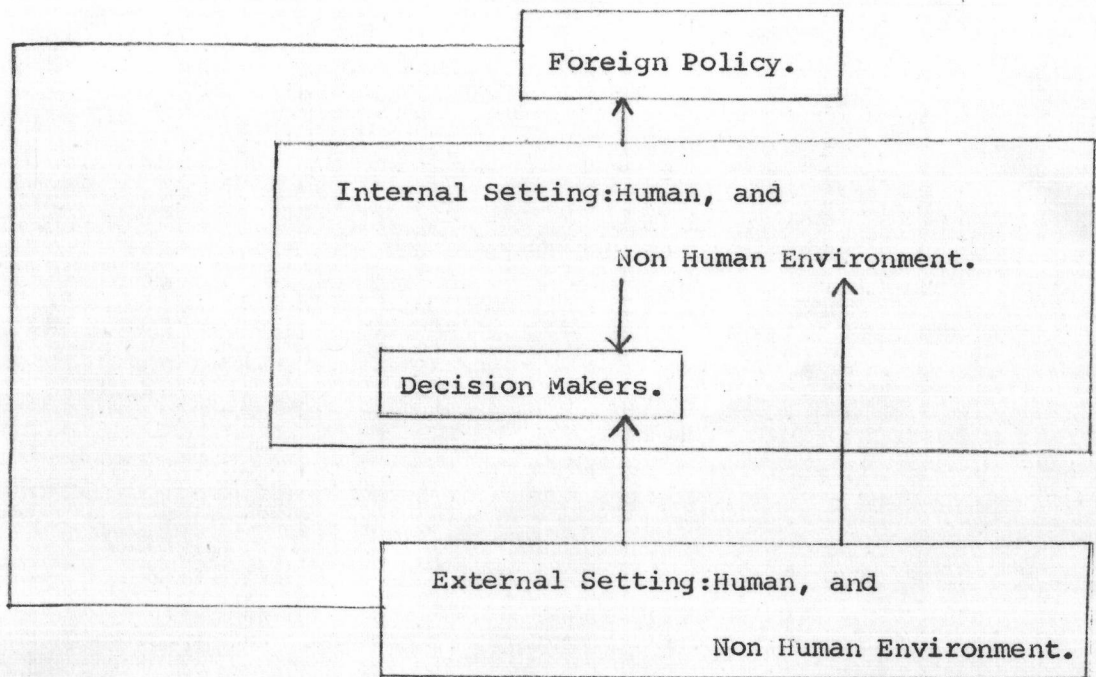 Foreign Policy.
Internal Setting:Human, and
Non Human Environment.
Decision Makers.
External Setting:Human, and
Non Human Environment.